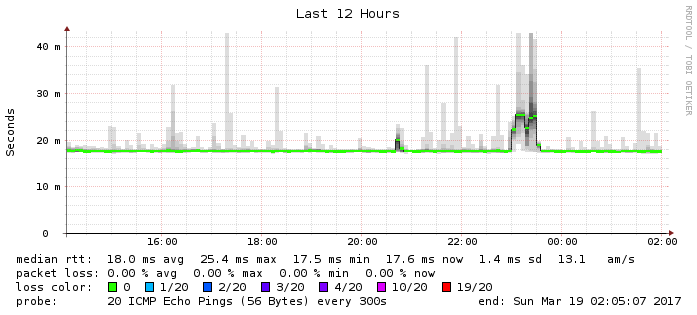 Last 12 Hours
RRDTOOL / TOBI OETIKER
Seconds
40 m
30 m
20 m
10 m
0
16:00 18:00 20:00 22:00 00:00 02:00
median rtt: 18.0 ms avg 25.4 ms max 17.5 ms min 17.6 ms now 1.4 ms sd 13.1 am/s
packet loss: 0.00 % avg 0.00 % max 0.00 % min 0.00 % now
loss color: 0 1/20 2/20 3/20 4/20 10/20 19/20
probe: 20 ICMP Echo Pings (56 Bytes) every 300s end: Sun Mar 19 02:05:07 2017